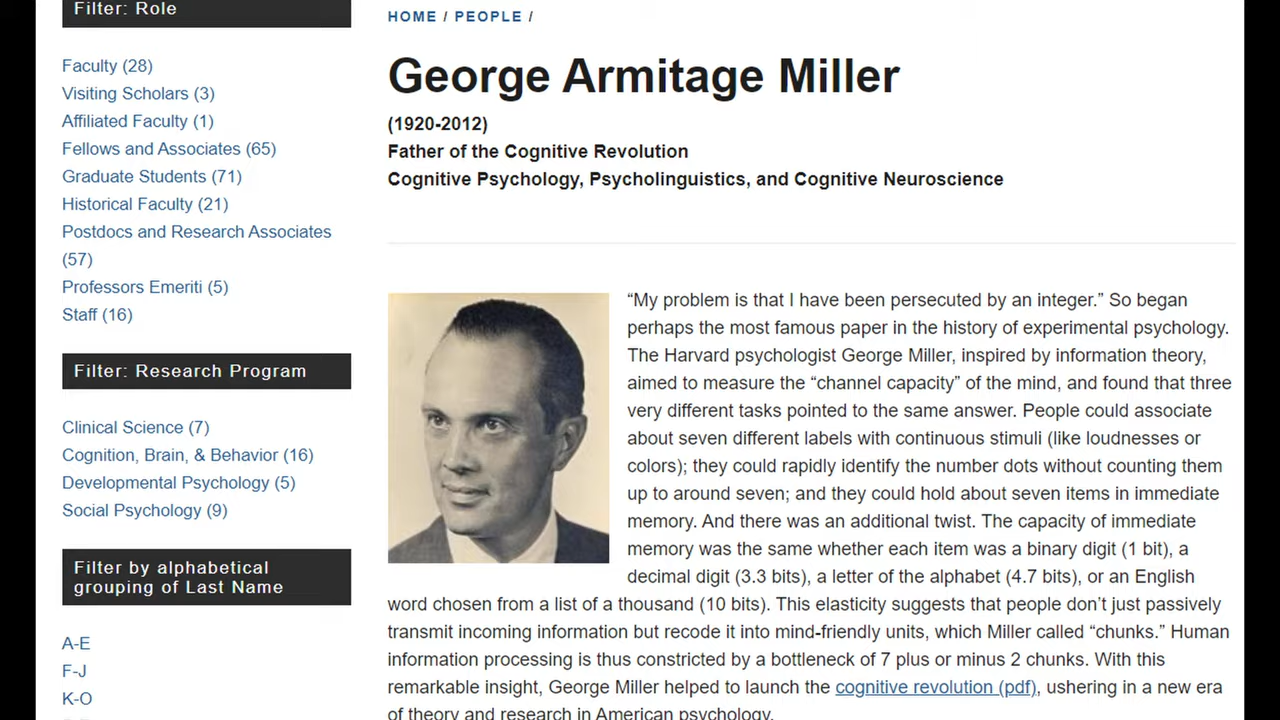 Filter: Role
Faculty (28)
Visiting Scholars (3)
Affiliated Faculty (1)
Fellows and Associates (65)
Graduate Students (71)
Historical Faculty (21)
Postdocs and Research Associates
(57)
Professors Emeriti (5)
Staff (16)
Filter: Research Program
Clinical Science (7)
Cognition, Brain, & Behavior (16)
Developmental Psychology (5)
Social Psychology (9)
Filter by alphabetical
grouping of Last Name
A-E
F-J
K-O
HOME / PEOPLE /
George Armitage Miller
(1920-2012)
Father of the Cognitive Revolution
Cognitive Psychology, Psycholinguistics, and Cognitive Neuroscience
“My problem is that I have been persecuted by an integer.” So began
perhaps the most famous paper in the history of experimental psychology.
The Harvard psychologist George Miller, inspired by information theory,
aimed to measure the “channel capacity” of the mind, and found that three
very different tasks pointed to the same answer. People could associate
about seven different labels with continuous stimuli (like loudnesses or
colors); they could rapidly identify the number dots without counting them
up to around seven; and they could hold about seven items in immediate
memory. And there was an additional twist. The capacity of immediate
memory was the same whether each item was a binary digit (1 bit), a
decimal digit (3.3 bits), a letter of the alphabet (4.7 bits), or an English
word chosen from a list of a thousand (10 bits). This elasticity suggests that people don’t just passively
transmit incoming information but recode it into mind-friendly units, which Miller called “chunks.” Human
information processing is thus constricted by a bottleneck of 7 plus or minus 2 chunks. With this
remarkable insight, George Miller helped to launch the cognitive revolution (pdf), ushering in a new era
of theory and research in American psychology.